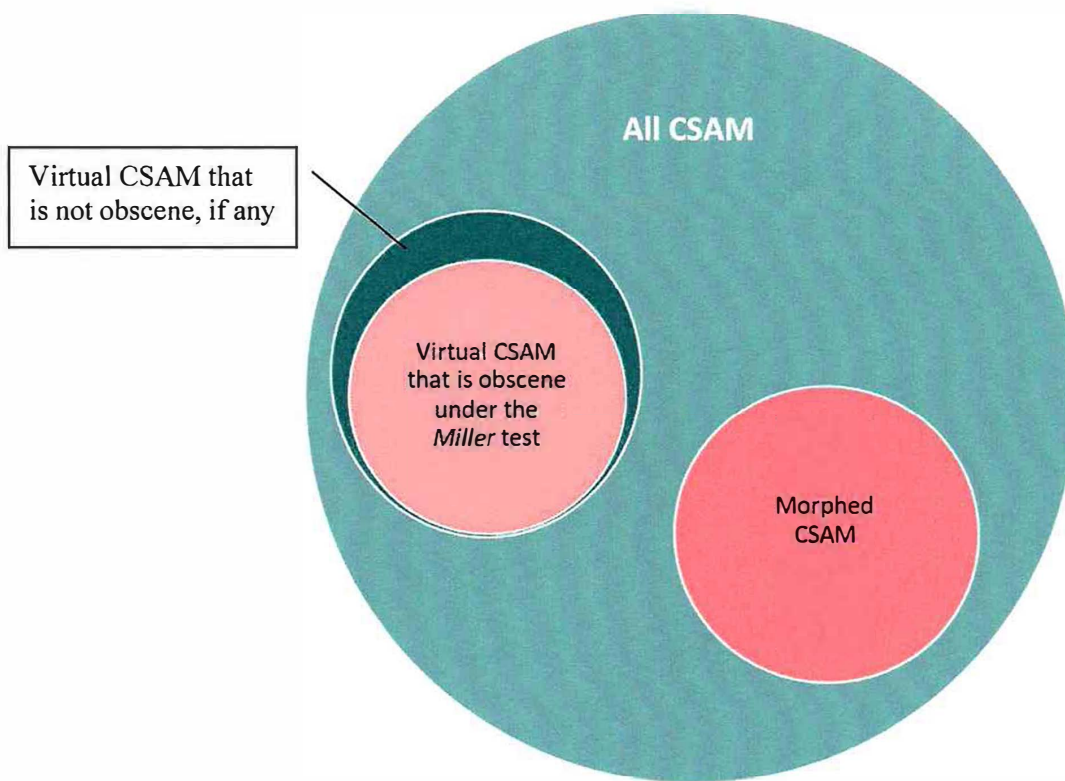 All CSAM
Virtual CSAM that
is not obscene, if any
Virtual CSAM
that is obscene
under the
Miller test
Morphed
CSAM